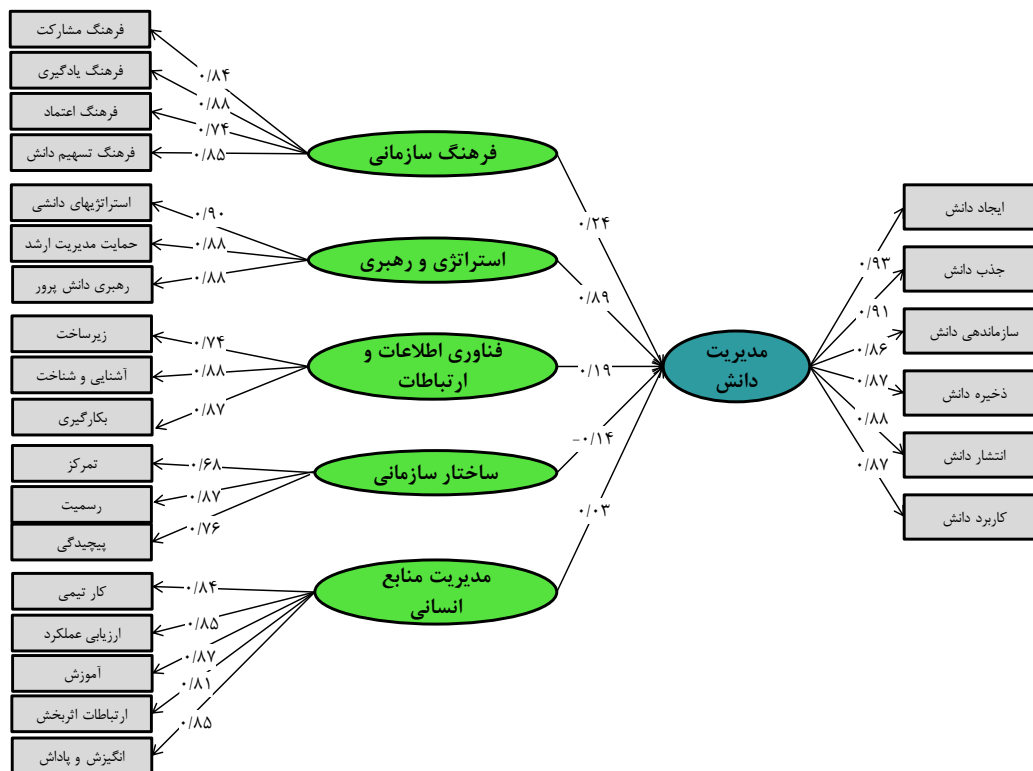 فرهنگ مشارکت
فرهنگ یادگیری
فرهنگ اعتماد
فرهنگ تسهیم دانش
۰/۸۴
۰/۸۸
۰/۷۴
۰/۸۵
فرهنگ سازمانی
استراتژیهای دانشی
حمایت مدیریت ارشد
رهبری دانش پرور
۰/۹۰
۰/۸۸
۰/۸۸
استراتژی و رهبری
زیرساخت
آشنایی و شناخت
بکارگیری
۰/۷۴
۰/۸۸
۰/۸۷
فناوری اطلاعات و
ارتباطات
تمرکز
رسمیت
پیچیدگی
۰/۶۸
۰/۸۷
۰/۷۶
ساختار سازمانی
کار تیمی
ارزیابی عملکرد
آموزش
ارتباطات اثربخش
انگیزش و پاداش
۰/۸۴
۰/۸۵
۰/۸۷
۰/۸۱
۰/۸۵
مدیریت منابع
انسانی
۰/۲۴
۰/۸۹
۰/۱۹
-۰/۱۴
۰/۰۳
مدیریت
دانش
۰/۹۳
۰/۹۱
۰/۸۶
۰/۸۷
۰/۸۸
۰/۸۷
ایجاد دانش
جذب دانش
سازماندهی دانش
ذخیره دانش
انتشار دانش
کاربرد دانش